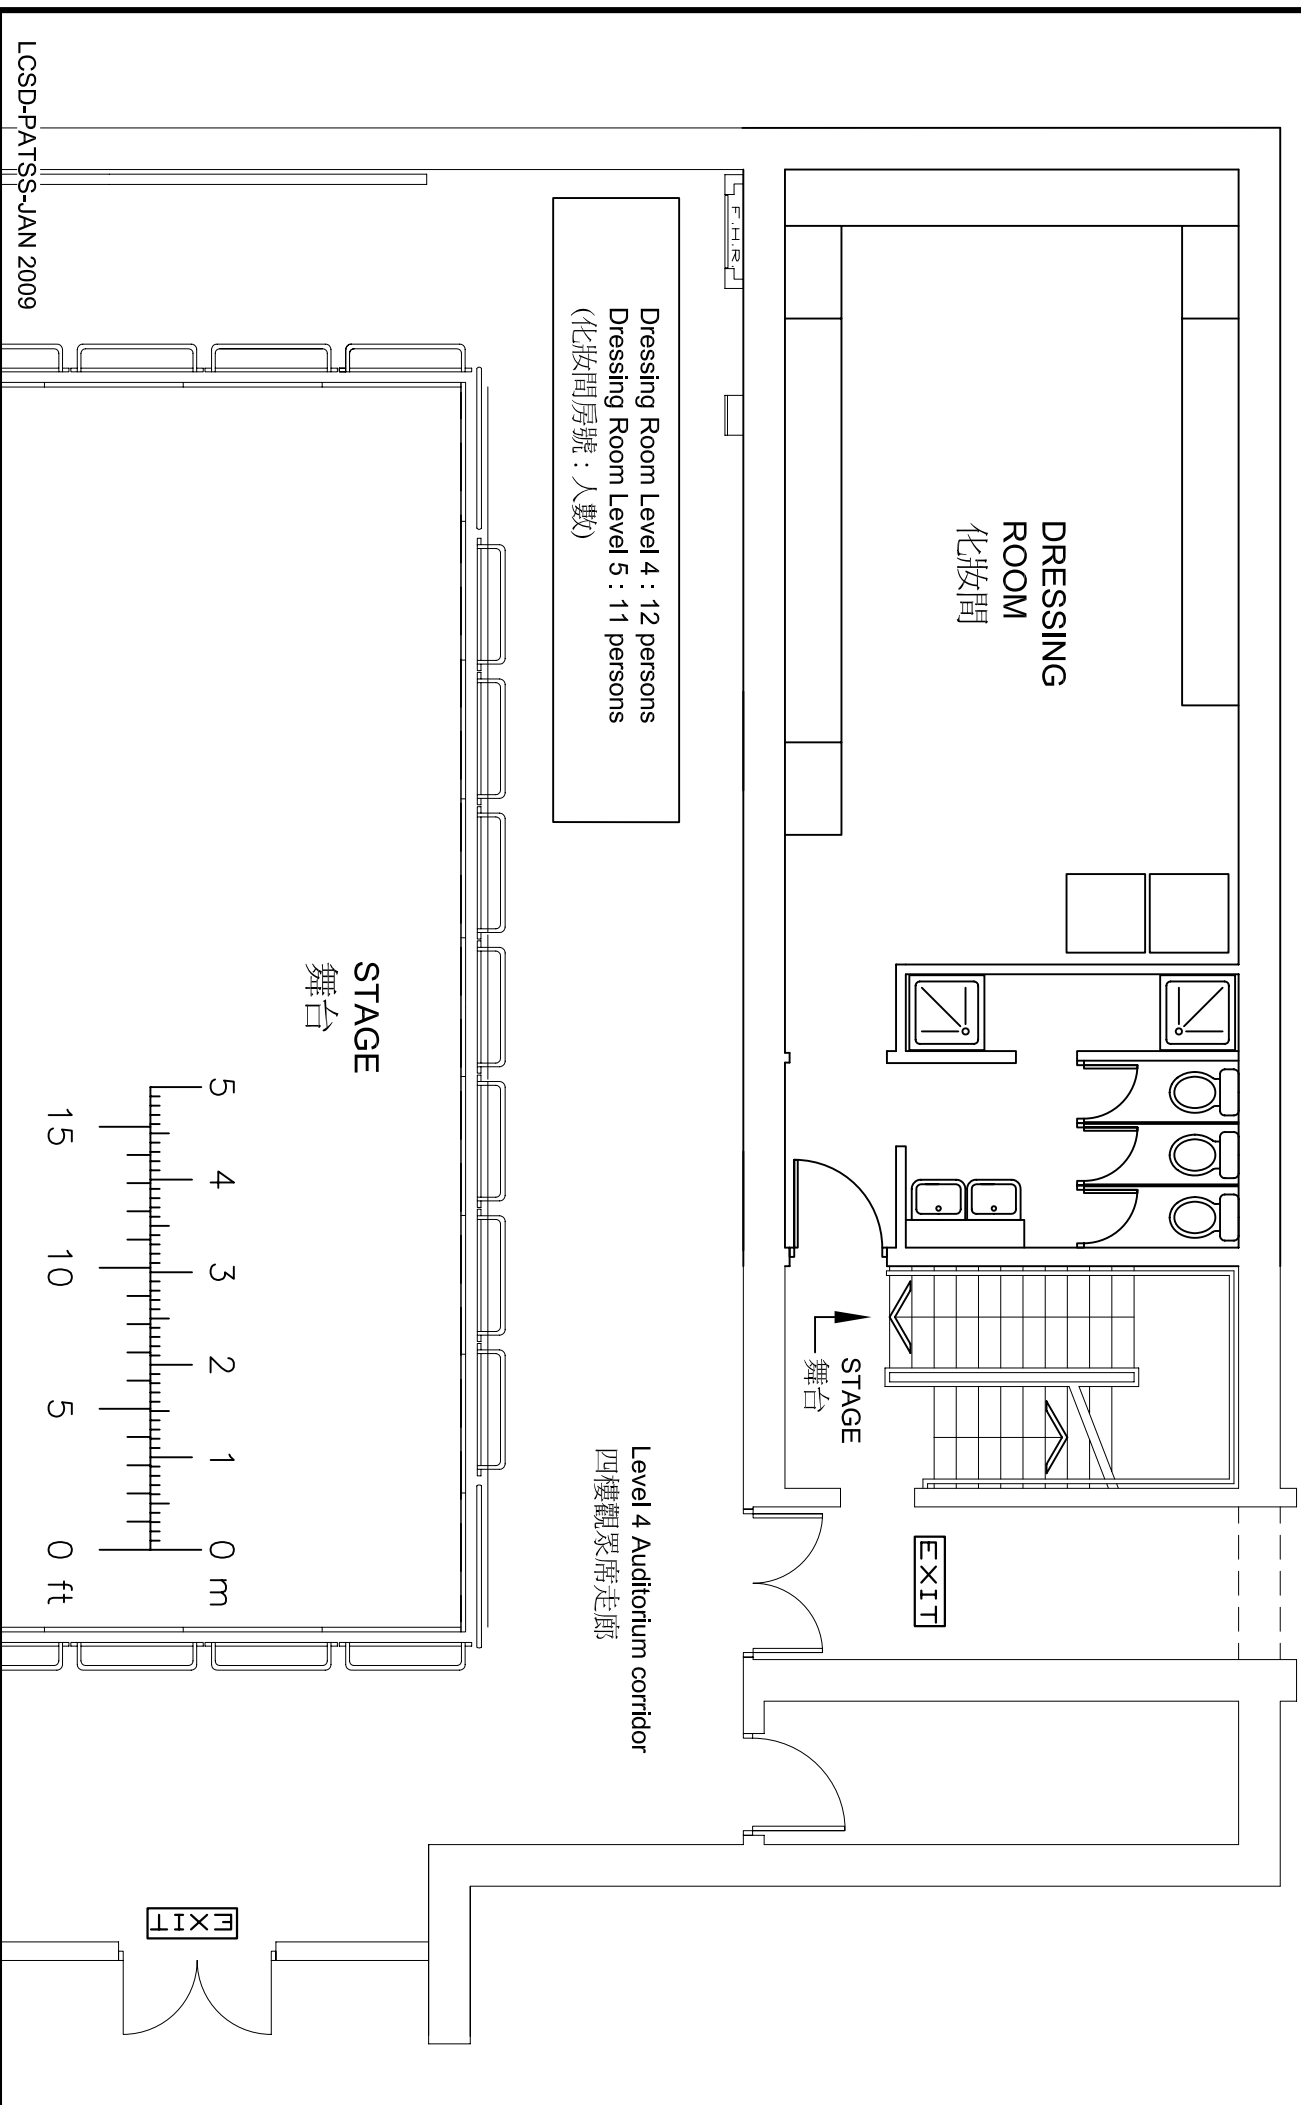 DRESSING
ROOM
化妝間
F.H.R.
Dressing Room Level 4 : 12 persons
Dressing Room Level 5 : 11 persons
(化妝間房號 : 人數)
STAGE
舞台
EXIT
Level 4 Auditorium corridor
四樓觀眾席走廊
STAGE
舞台
5 4 3 2 1 0 m
15 10 5 0 ft
EXIT
LCSD-PATSS-JAN 2009